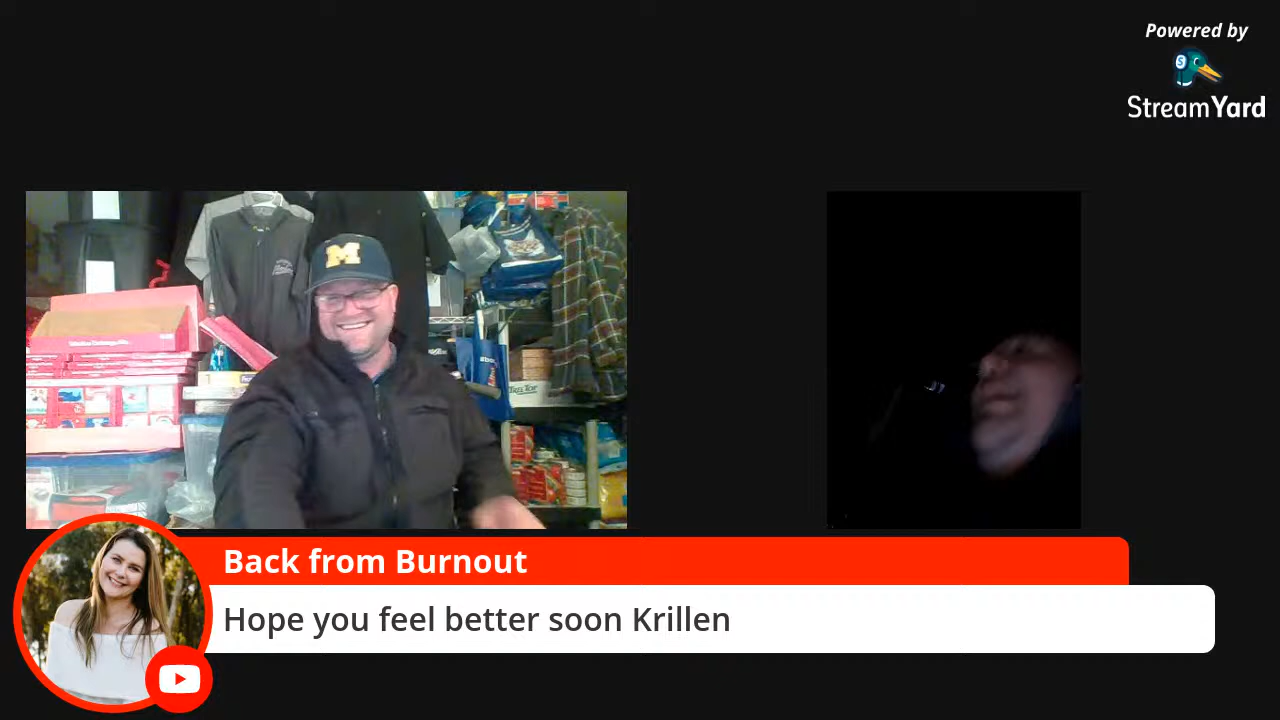 Powered by
StreamYard
M
Back from Burnout
Hope you feel better soon Krillen